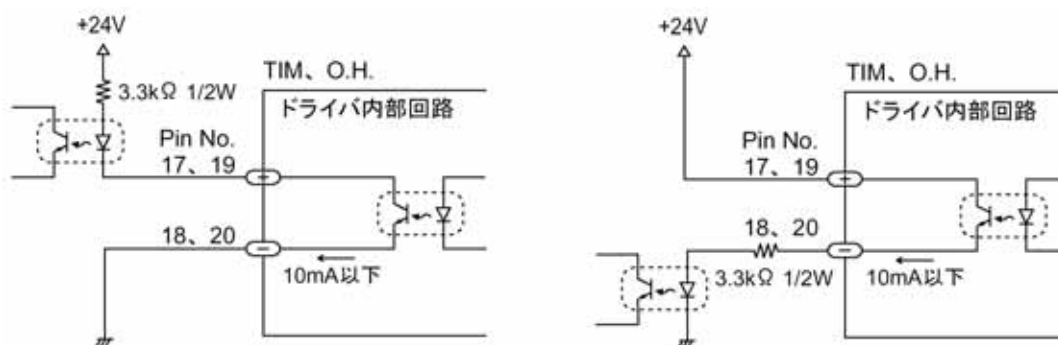 +24V
3.3kΩ 1/2W
TIM、O.H.
ドライバ内部回路
Pin No.
17、19
+
18、20
−
10mA以下
+24V
TIM、O.H.
ドライバ内部回路
Pin No.
17、19
+
18、20
−
3.3kΩ 1/2W
10mA以下